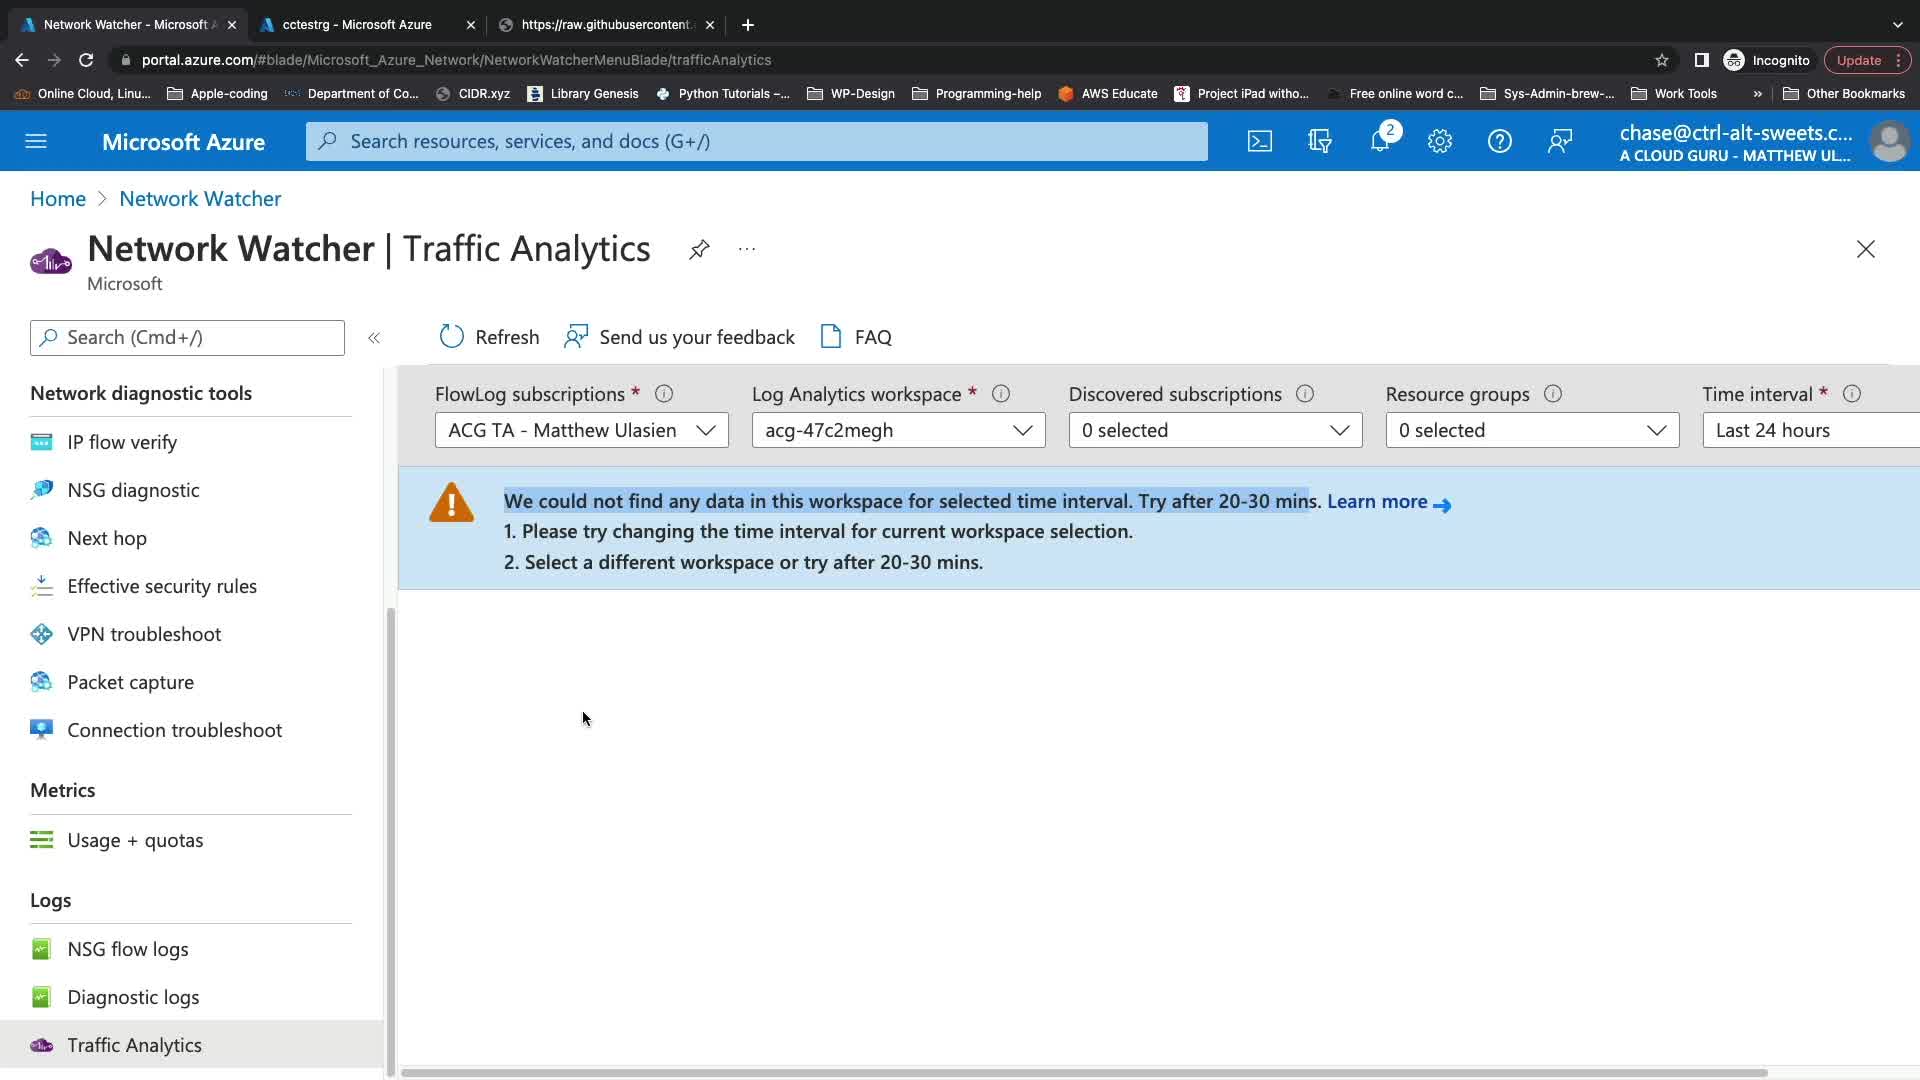 Network Watcher - Microsoft A
cctestrg - Microsoft Azure
https://raw.githubusercontent.
portal.azure.com/#blade/Microsoft_Azure_Network/NetworkWatcherMenuBlade/trafficAnalytics
Incognito
Update
Online Cloud, Linu...
Apple-coding
Department of Co...
CIDR.xyz
Library Genesis
Python Tutorials –...
WP-Design
Programming-help
AWS Educate
Project iPad witho...
Free online word c...
Sys-Admin-brew-...
Work Tools
»
Other Bookmarks
Microsoft Azure
Search resources, services, and docs (G+/)
2
chase@ctrl-alt-sweets.c...
A CLOUD GURU - MATTHEW UL...
Home > Network Watcher
Network Watcher | Traffic Analytics
Microsoft
Search (Cmd+/)
Refresh
Send us your feedback
FAQ
Network diagnostic tools
IP flow verify
NSG diagnostic
Next hop
Effective security rules
VPN troubleshoot
Packet capture
Connection troubleshoot
Metrics
Usage + quotas
Logs
NSG flow logs
Diagnostic logs
Traffic Analytics
FlowLog subscriptions *
ACG TA - Matthew Ulasien
Log Analytics workspace *
acg-47c2megh
Discovered subscriptions
0 selected
Resource groups
0 selected
Time interval *
Last 24 hours
We could not find any data in this workspace for selected time interval. Try after 20-30 mins. Learn more
1. Please try changing the time interval for current workspace selection.
2. Select a different workspace or try after 20-30 mins.